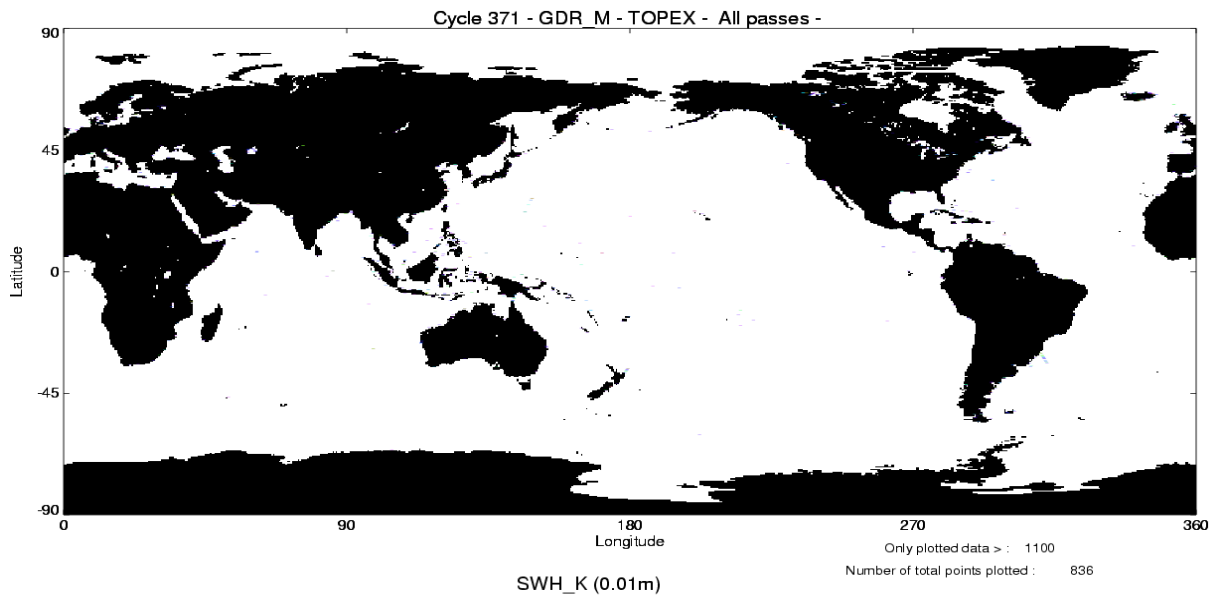 Cycle 371 - GDR_M - TOPEX - All passes -
90
45
0
-45
-90
Latitude
0 90 180 270 360
Longitude
Only plotted data > : 1100
Number of total points plotted : 836
SWH_K (0.01m)